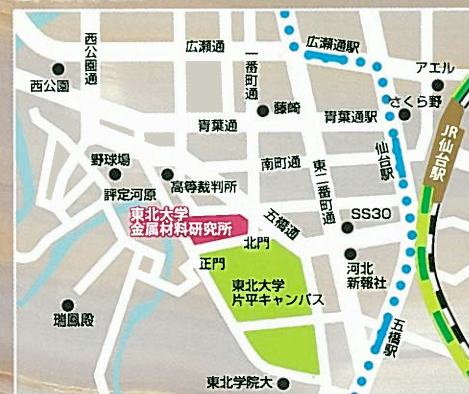 西公園通
広瀬通
一番町通
広瀬通駅
アエル
西公園
藤崎
さくら野
青葉通
青葉通駅
JR仙台駅
仙台駅
野球場
評定河原
高等裁判所
南町通
東二番町通
東北大学
金属材料研究所
五橋通
SS30
北門
正門
河北
新報社
東北大学
片平キャンパス
瑞鳳殿
五橋駅
東北学院大